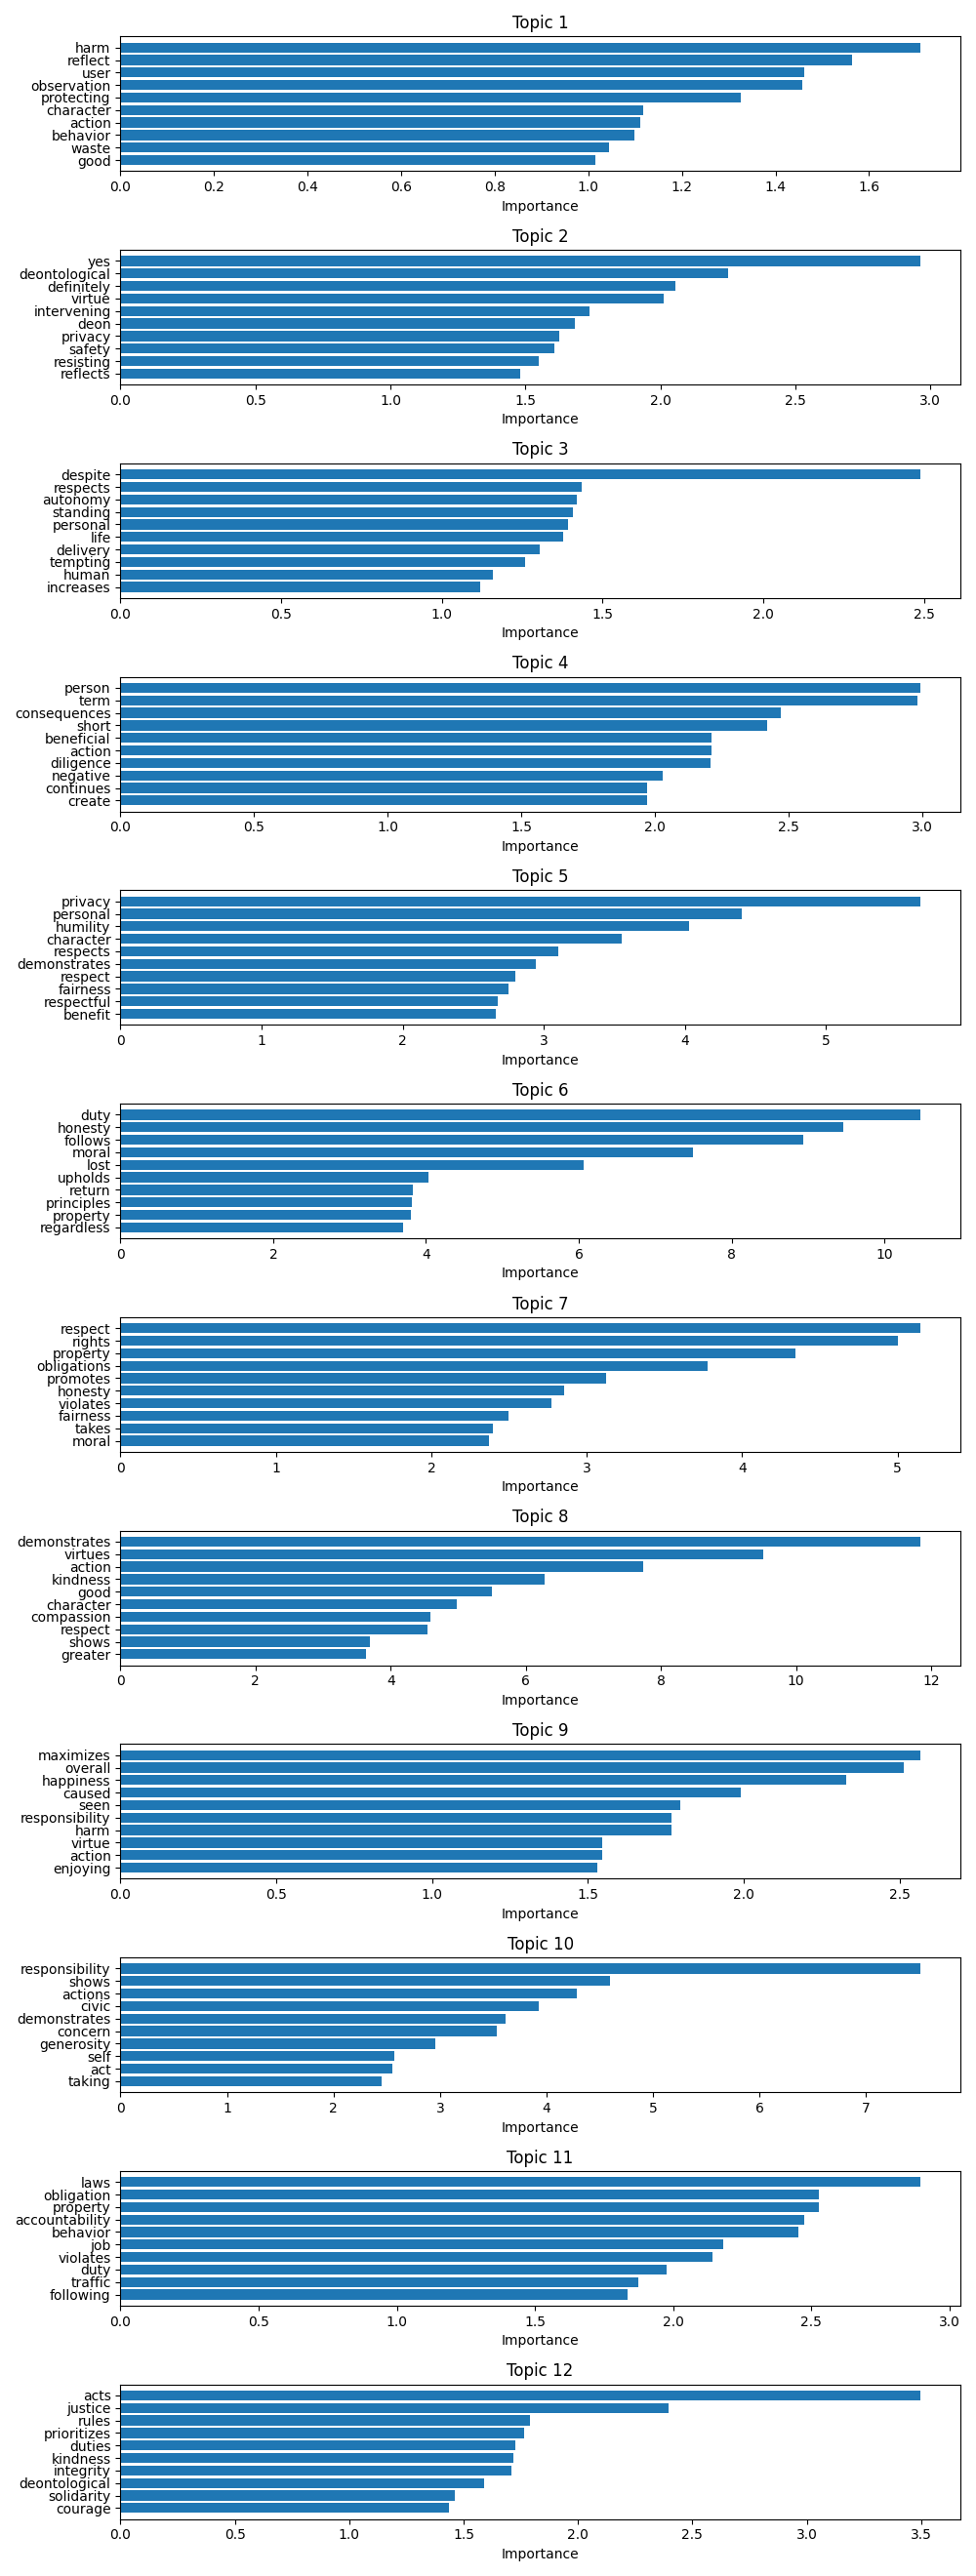 Topic 1
harm
reflect
user
observation
protecting
character
action
behavior
waste
good
0.0 0.2 0.4 0.6 0.8 1.0 1.2 1.4 1.6
Importance
Topic 2
yes
deontological
definitely
virtue
intervening
deon
privacy
safety
resisting
reflects
0.0 0.5 1.0 1.5 2.0 2.5 3.0
Importance
Topic 3
despite
respects
autonomy
standing
personal
life
delivery
tempting
human
increases
0.0 0.5 1.0 1.5 2.0 2.5
Importance
Topic 4
person
term
consequences
short
beneficial
action
diligence
negative
continues
create
0.0 0.5 1.0 1.5 2.0 2.5 3.0
Importance
Topic 5
privacy
personal
humility
character
respects
demonstrates
respect
fairness
respectful
benefit
0 1 2 3 4 5
Importance
Topic 6
duty
honesty
follows
moral
lost
upholds
return
principles
property
regardless
0 2 4 6 8 10
Importance
Topic 7
respect
rights
property
obligations
promotes
honesty
violates
fairness
takes
moral
0 1 2 3 4 5
Importance
Topic 8
demonstrates
virtues
action
kindness
good
character
compassion
respect
shows
greater
0 2 4 6 8 10 12
Importance
Topic 9
maximizes
overall
happiness
caused
seen
responsibility
harm
virtue
action
enjoying
0.0 0.5 1.0 1.5 2.0 2.5
Importance
Topic 10
responsibility
shows
actions
civic
demonstrates
concern
generosity
self
act
taking
0 1 2 3 4 5 6 7
Importance
Topic 11
laws
obligation
property
accountability
behavior
job
violates
duty
traffic
following
0.0 0.5 1.0 1.5 2.0 2.5 3.0
Importance
Topic 12
acts
justice
rules
prioritizes
duties
kindness
integrity
deontological
solidarity
courage
0.0 0.5 1.0 1.5 2.0 2.5 3.0 3.5
Importance